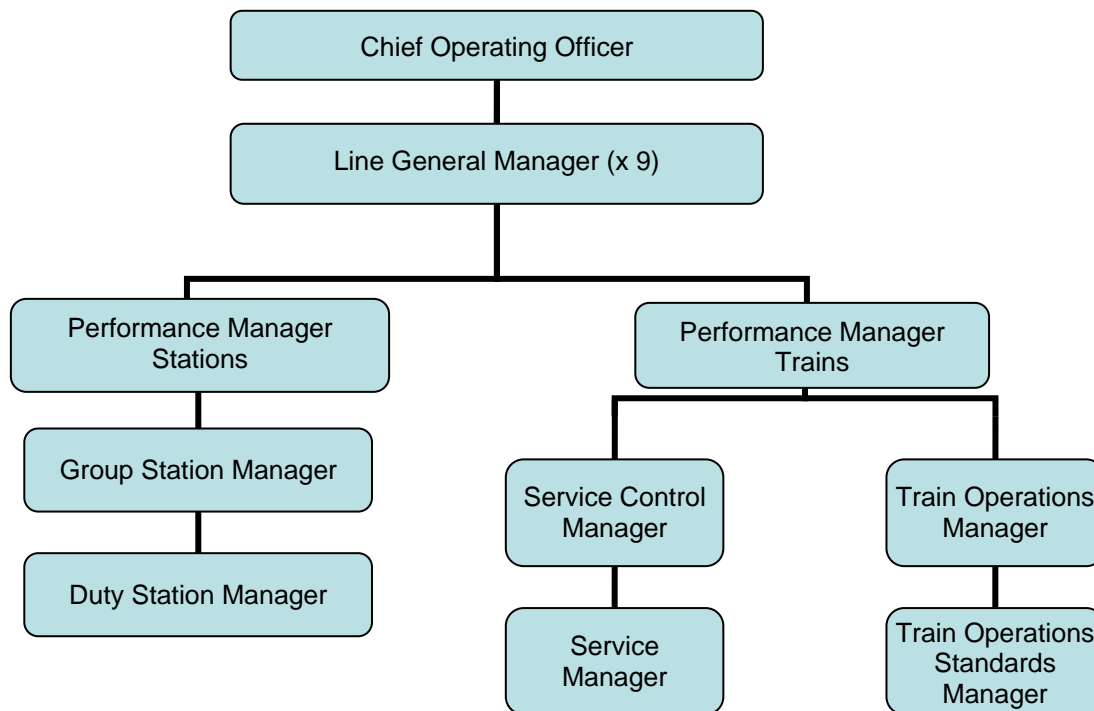 Chief Operating Officer
Line General Manager (x 9)
Performance Manager
Stations
Performance Manager
Trains
Group Station Manager
Service Control
Manager
Train Operations
Manager
Duty Station Manager
Service
Manager
Train Operations
Standards
Manager